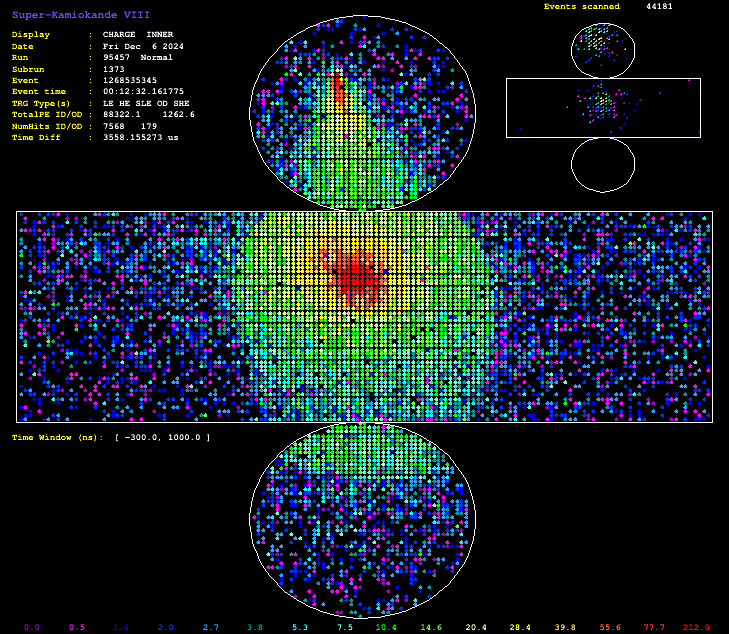 Super-Kamiokande VIII
Events scanned 44181
Display : CHARGE INNER
Date : Fri Dec 6 2024
Run : 95457 Normal
Subrun : 1373
Event : 1268535345
Event time : 00:12:32.161775
TRG Type(s) : LE HE SLE OD SHE
TotalPE ID/OD : 88322.1 1262.6
NumHits ID/OD : 7568 179
Time Diff : 3558.155273 us
Time Window (ns): [ -300.0, 1000.0 ]
0.0 0.5 1.4 2.0 2.7 3.8 5.3 7.5 10.4 14.6 20.4 28.4 39.8 55.6 77.7 212.0